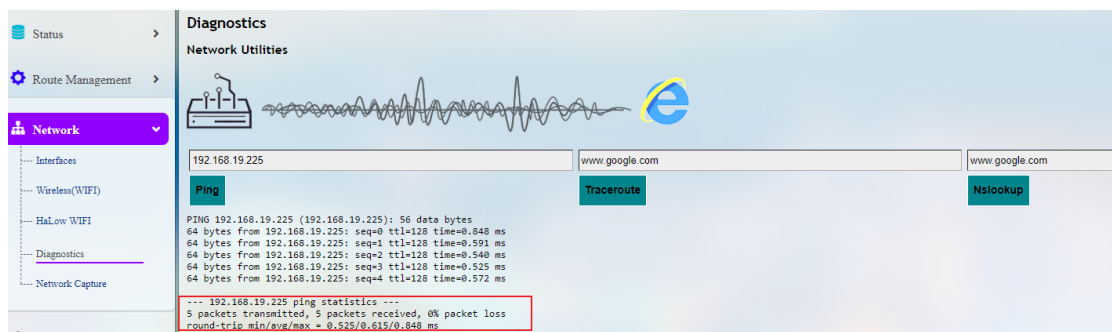 Diagnostics
Network Utilities
Status
Route Management
Network
Interfaces
Wireless(WIFI)
HaLow WIFI
Diagnostics
Network Capture
192.168.19.225
www.google.com
www.google.com
Ping
Traceroute
Nslookup
PING 192.168.19.225 (192.168.19.225): 56 data bytes
64 bytes from 192.168.19.225: seq=0 ttl=128 time=0.848 ms
64 bytes from 192.168.19.225: seq=1 ttl=128 time=0.591 ms
64 bytes from 192.168.19.225: seq=2 ttl=128 time=0.540 ms
64 bytes from 192.168.19.225: seq=3 ttl=128 time=0.525 ms
64 bytes from 192.168.19.225: seq=4 ttl=128 time=0.572 ms
--- 192.168.19.225 ping statistics ---
5 packets transmitted, 5 packets received, 0% packet loss
round-trip min/avg/max = 0.525/0.615/0.848 ms